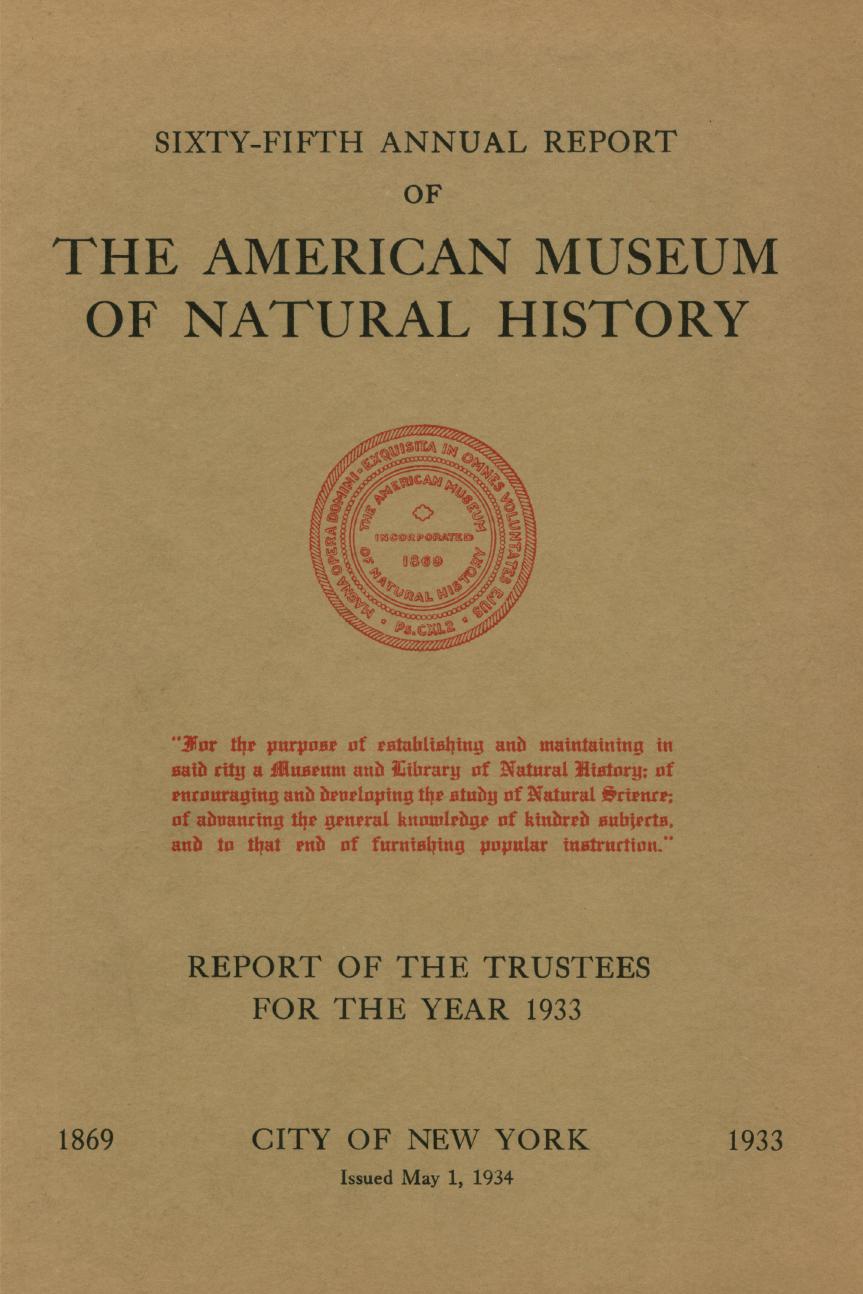 SIXTY-FIFTH ANNUAL REPORT
OF
THE AMERICAN MUSEUM
OF NATURAL HISTORY
MAGNA OPERA DOMINI · EXQUISITA IN OMNES VOLUNTATES EJUS
· Ps.CXL2 ·
THE AMERICAN MUSEUM
INCORPORATED
1869
OF NATURAL HISTORY
"For the purpose of establishing and maintaining in
said city a Museum and Library of Natural History; of
encouraging and developing the study of Natural Science;
of advancing the general knowledge of kindred subjects,
and to that end of furnishing popular instruction."
REPORT OF THE TRUSTEES
FOR THE YEAR 1933
1869 CITY OF NEW YORK 1933
Issued May 1, 1934